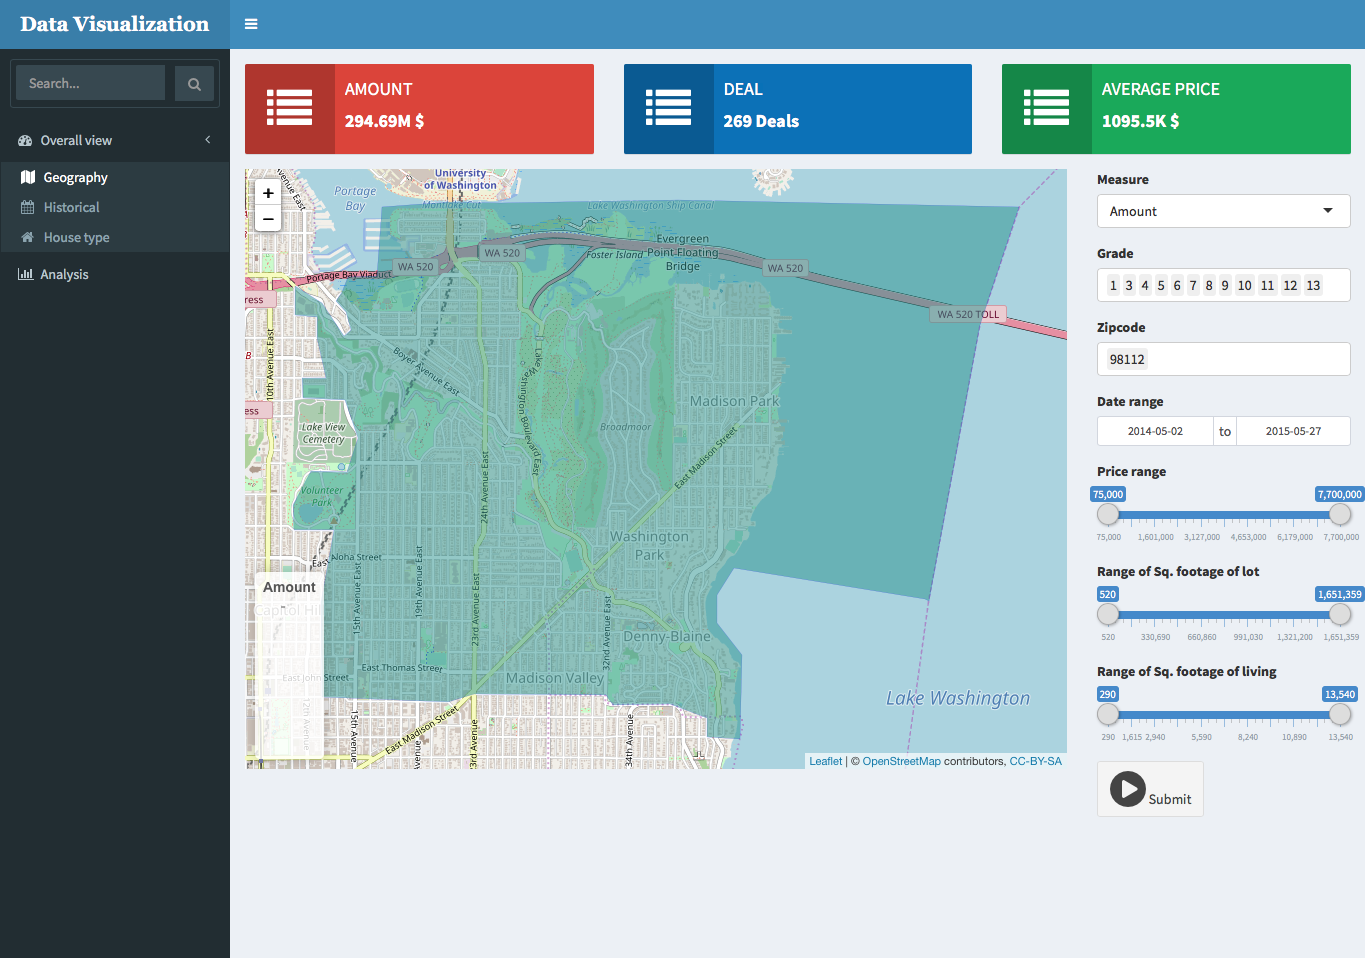 Data Visualization
Search...
Overall view
Geography
Historical
House type
Analysis
AMOUNT
294.69M $
DEAL
269 Deals
AVERAGE PRICE
1095.5K $
+
−
University
of Washington
Portage
Bay
Montlake Cut
Lake Washington Ship Canal
Evergreen
Point Floating
Bridge
Foster Island
WA 520
WA 520
WA 520
WA 520 TOLL
Portage Bay Viaduct
ress
ess
10th Avenue East
Boyer Avenue East
Lake Washington Boulevard East
Lake View
Cemetery
Volunteer
Park
Madison Park
Broadmoor
East Madison Street
24th Avenue East
Washington
Park
East Aloha Street
19th Avenue East
15th Avenue East
23rd Avenue East
32nd Avenue East
Amount
Capitol Hill
Denny-Blaine
East Thomas Street
East John Street
Madison Valley
12th Avenue
15th Avenue
East Madison Street
23rd Avenue
34th Avenue
Lake Washington
Leaflet | © OpenStreetMap contributors, CC-BY-SA
Measure
Amount
Grade
1 3 4 5 6 7 8 9 10 11 12 13
Zipcode
98112
Date range
2014-05-02 to 2015-05-27
Price range
75,000 7,700,000
75,000 1,601,000 3,127,000 4,653,000 6,179,000 7,700,000
Range of Sq. footage of lot
520 1,651,359
520 330,690 660,860 991,030 1,321,200 1,651,359
Range of Sq. footage of living
290 13,540
290 1,615 2,940 5,590 8,240 10,890 13,540
Submit